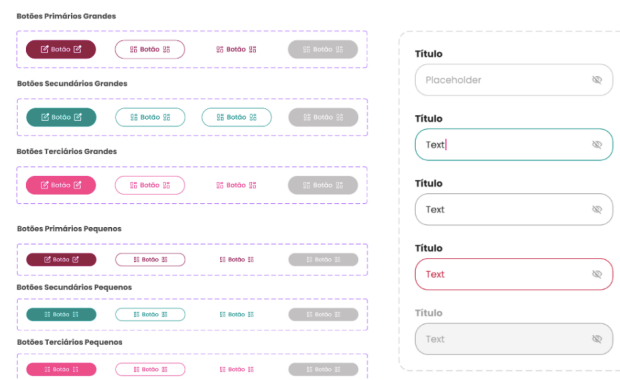 Botões Primários Grandes
Botão Botão Botão Botão
Botões Secundários Grandes
Botão Botão Botão Botão
Botões Terciários Grandes
Botão Botão Botão Botão
Botões Primários Pequenos
Botão Botão Botão Botão
Botões Secundários Pequenos
Botão Botão Botão Botão
Botões Terciários Pequenos
Botão Botão Botão Botão
Título
Placeholder
Título
Text
Título
Text
Título
Text
Título
Text